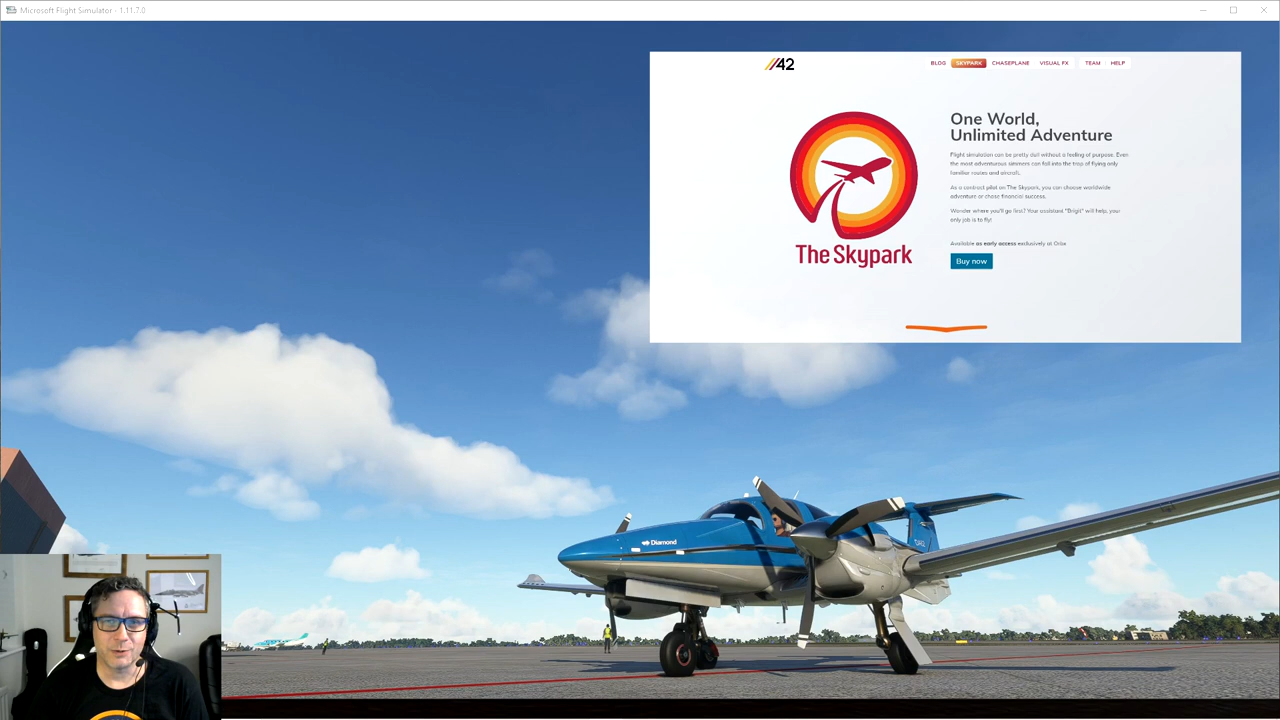 Microsoft Flight Simulator - 1.11.7.0
//42
BLOG SKYPARK CHASEPLANE VISUAL FX TEAM HELP
One World,
Unlimited Adventure
Flight simulation can be pretty dull without a feeling of purpose. Even
the most adventurous simmers can fall into the trap of flying only
familiar routes and aircraft.
As a contract pilot on The Skypark, you can choose worldwide
adventure or chase financial success.
Wonder where you'll go first? Your assistant "Brigit" will help, your
only job is to fly!
The Skypark
Available as early access exclusively at Orbx
Buy now
Diamond